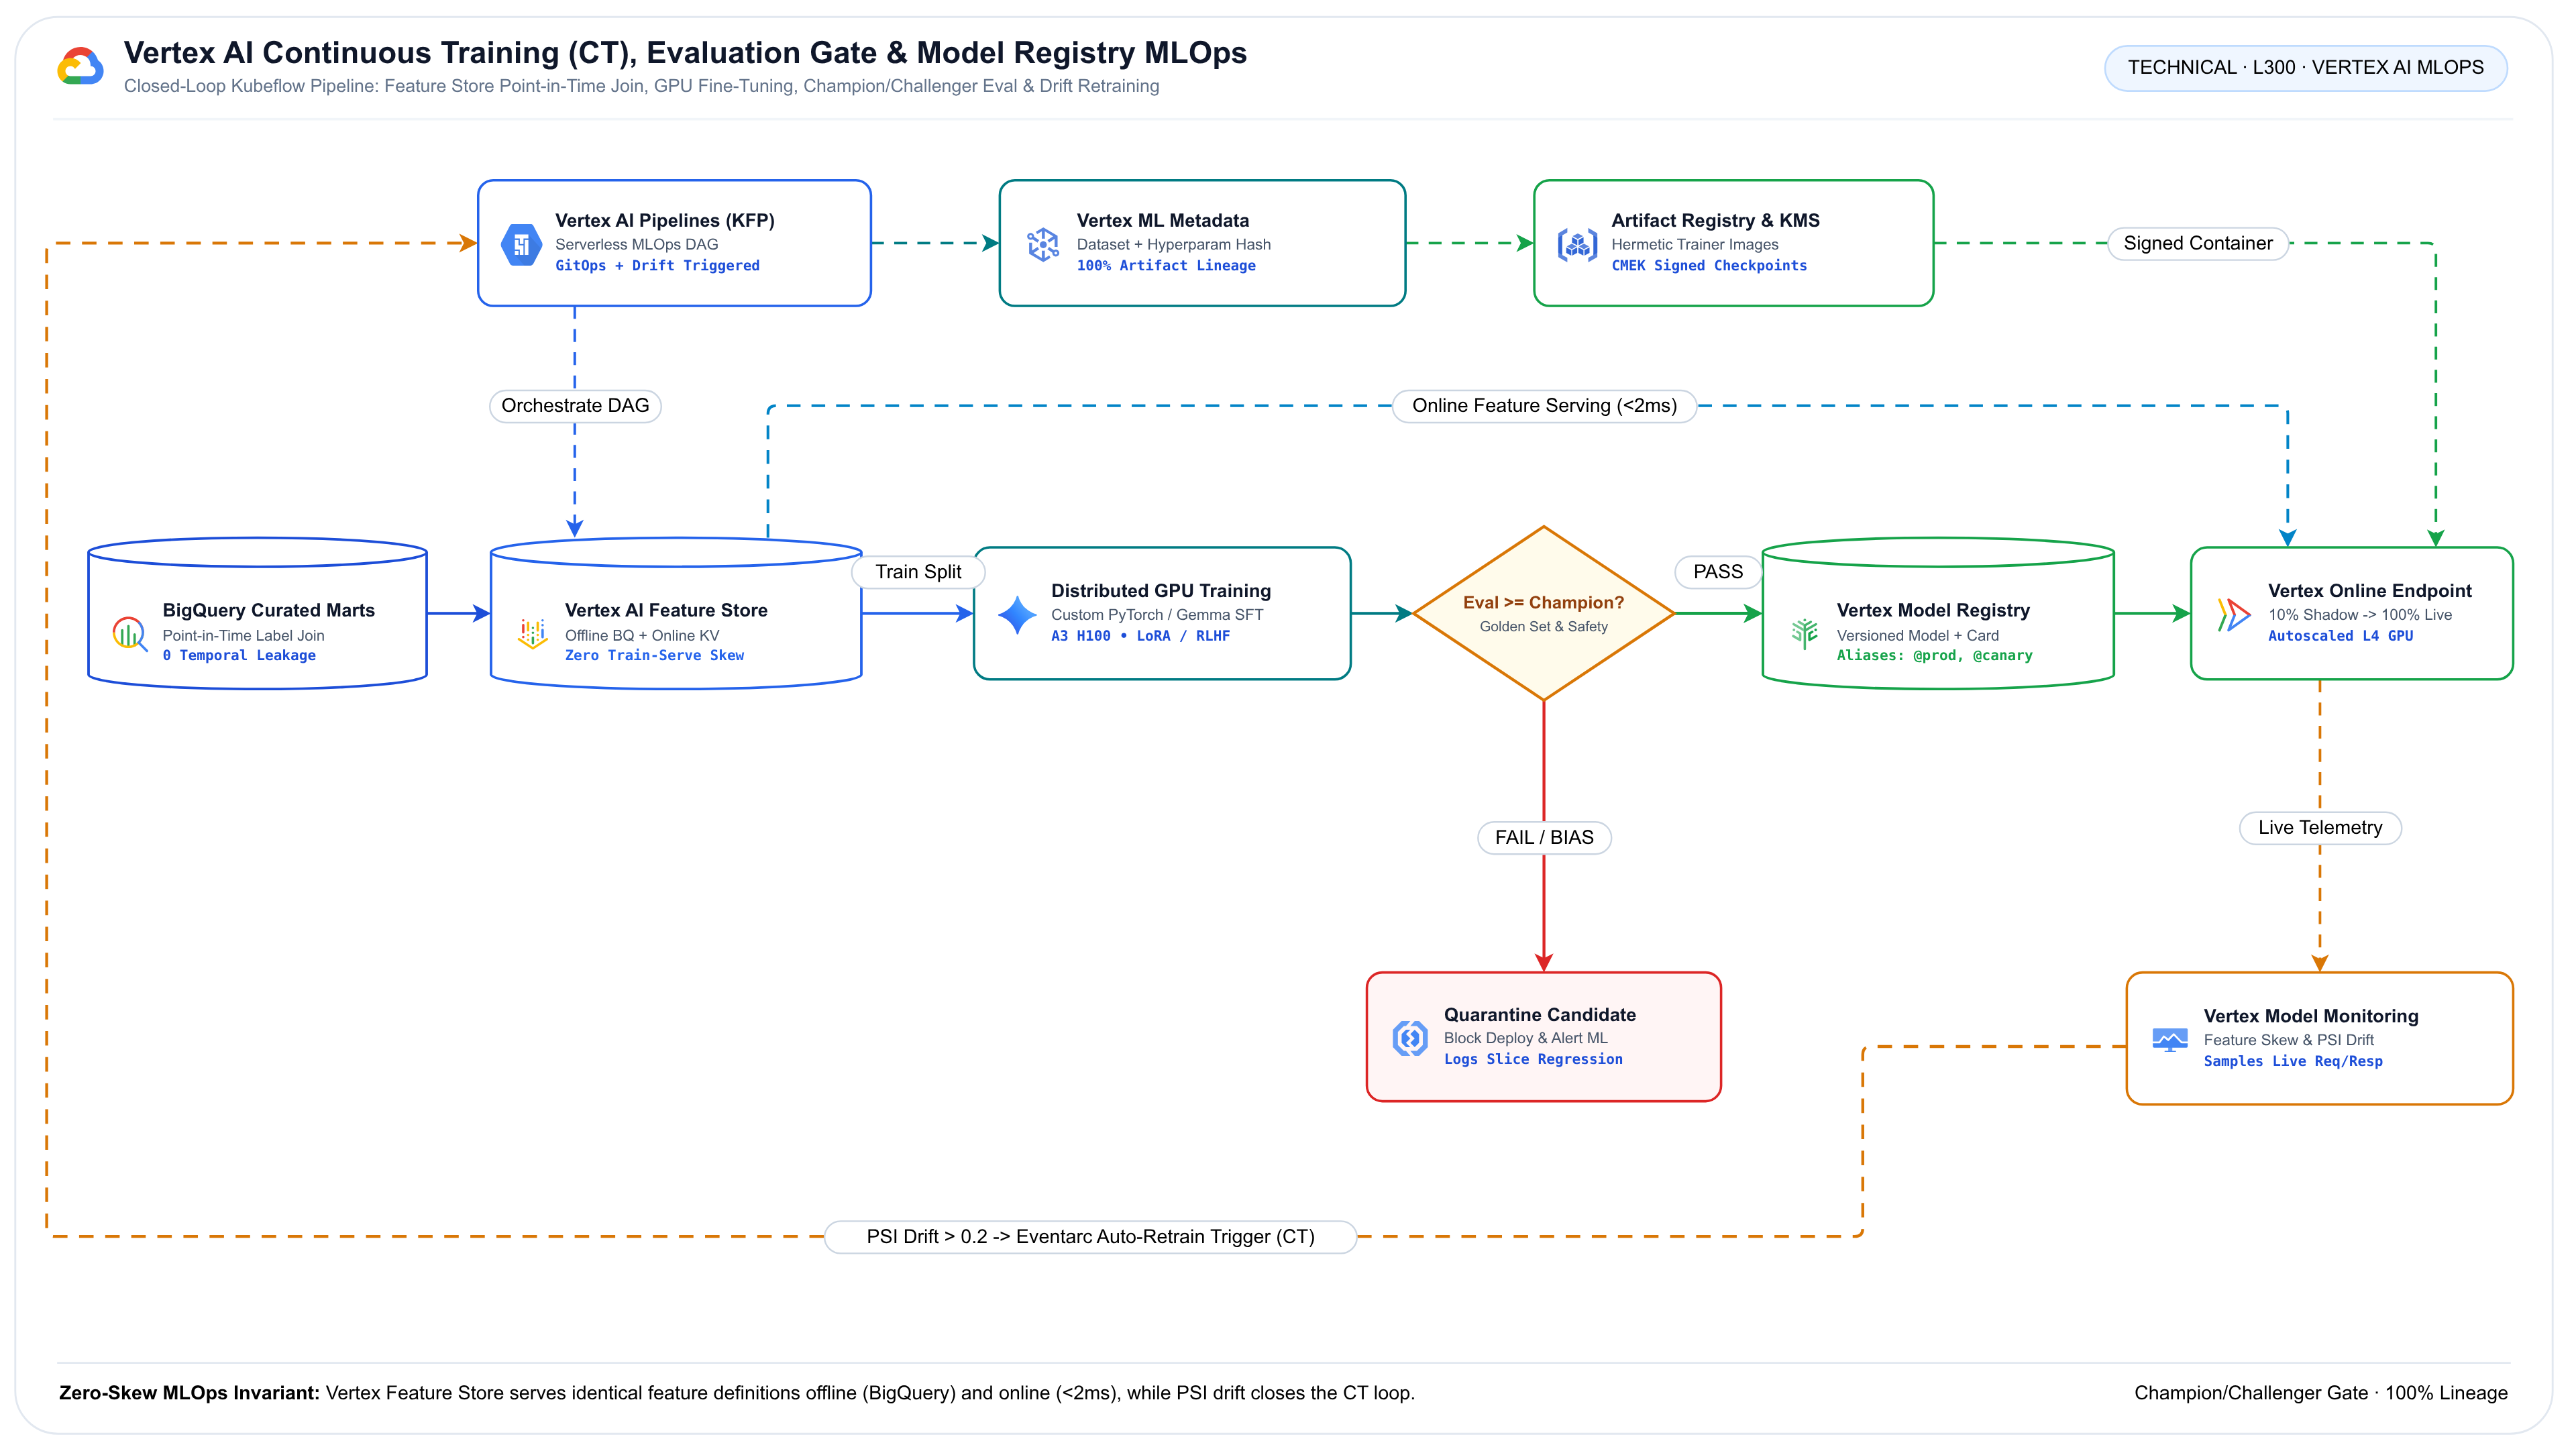 Vertex AI Continuous Training (CT), Evaluation Gate & Model Registry MLOps
Closed-Loop Kubeflow Pipeline: Feature Store Point-in-Time Join, GPU Fine-Tuning, Champion/Challenger Eval & Drift Retraining
TECHNICAL · L300 · VERTEX AI MLOPS
Vertex AI Pipelines (KFP)
Serverless MLOps DAG
GitOps + Drift Triggered
Vertex ML Metadata
Dataset + Hyperparam Hash
100% Artifact Lineage
Artifact Registry & KMS
Hermetic Trainer Images
CMEK Signed Checkpoints
Signed Container
Orchestrate DAG
Online Feature Serving (<2ms)
BigQuery Curated Marts
Point-in-Time Label Join
0 Temporal Leakage
Vertex AI Feature Store
Offline BQ + Online KV
Zero Train-Serve Skew
Train Split
Distributed GPU Training
Custom PyTorch / Gemma SFT
A3 H100 • LoRA / RLHF
Eval >= Champion?
Golden Set & Safety
PASS
Vertex Model Registry
Versioned Model + Card
Aliases: @prod, @canary
Vertex Online Endpoint
10% Shadow -> 100% Live
Autoscaled L4 GPU
FAIL / BIAS
Live Telemetry
Quarantine Candidate
Block Deploy & Alert ML
Logs Slice Regression
Vertex Model Monitoring
Feature Skew & PSI Drift
Samples Live Req/Resp
PSI Drift > 0.2 -> Eventarc Auto-Retrain Trigger (CT)
Zero-Skew MLOps Invariant: Vertex Feature Store serves identical feature definitions offline (BigQuery) and online (<2ms), while PSI drift closes the CT loop.
Champion/Challenger Gate · 100% Lineage